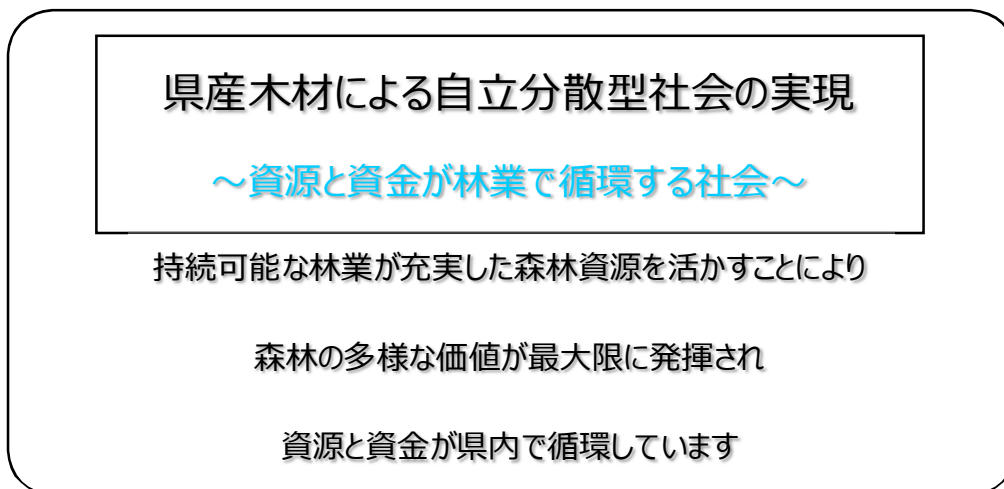 県産木材による自立分散型社会の実現
～資源と資金が林業で循環する社会～
持続可能な林業が充実した森林資源を活かすことにより
森林の多様な価値が最大限に発揮され
資源と資金が県内で循環しています